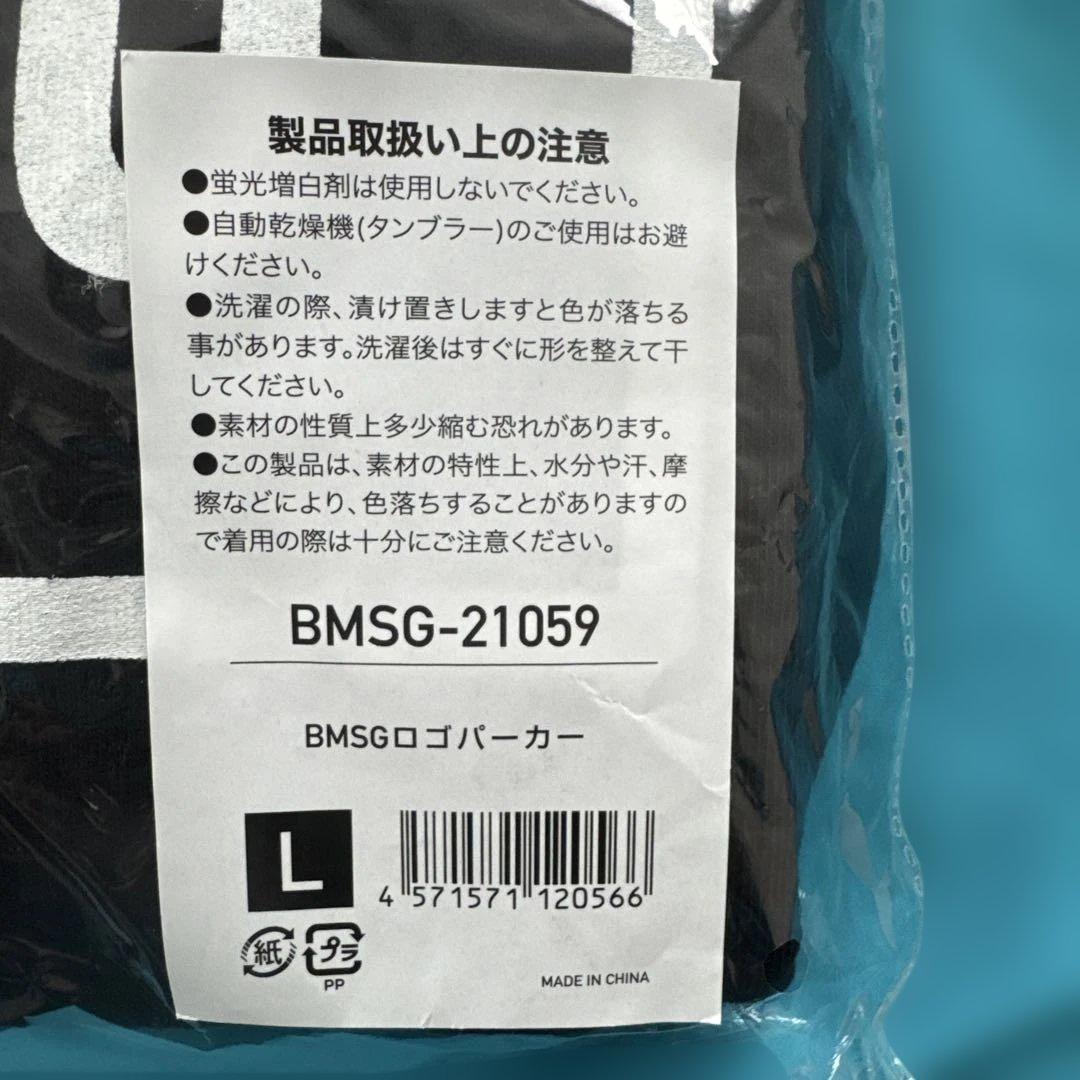 製品取扱い上の注意
●蛍光増白剤は使用しないでください。
●自動乾燥機(タンブラー)のご使用はお避
けください。
●洗濯の際、漬け置きしますと色が落ちる
事があります。洗濯後はすぐに形を整えて干
してください。
●素材の性質上多少縮む恐れがあります。
●この製品は、素材の特性上、水分や汗、摩
擦などにより、色落ちすることがありますの
で着用の際は十分にご注意ください。
BMSG-21059
BMSGロゴパーカー
L
4 571571 120566
紙 プラ
PP
MADE IN CHINA